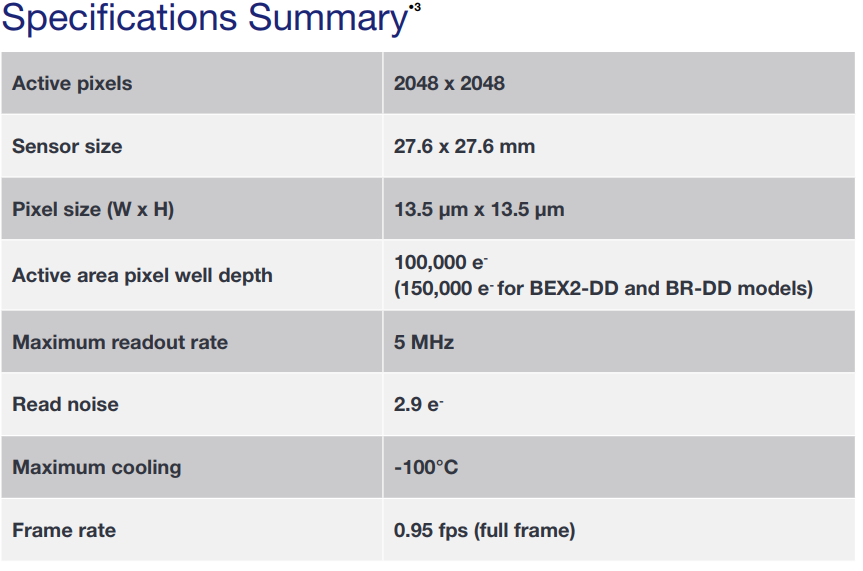 Specifications Summary•3
Active pixels
2048 x 2048
Sensor size
27.6 x 27.6 mm
Pixel size (W x H)
13.5 µm x 13.5 µm
Active area pixel well depth
100,000 e-
(150,000 e- for BEX2-DD and BR-DD models)
Maximum readout rate
5 MHz
Read noise
2.9 e-
Maximum cooling
-100°C
Frame rate
0.95 fps (full frame)